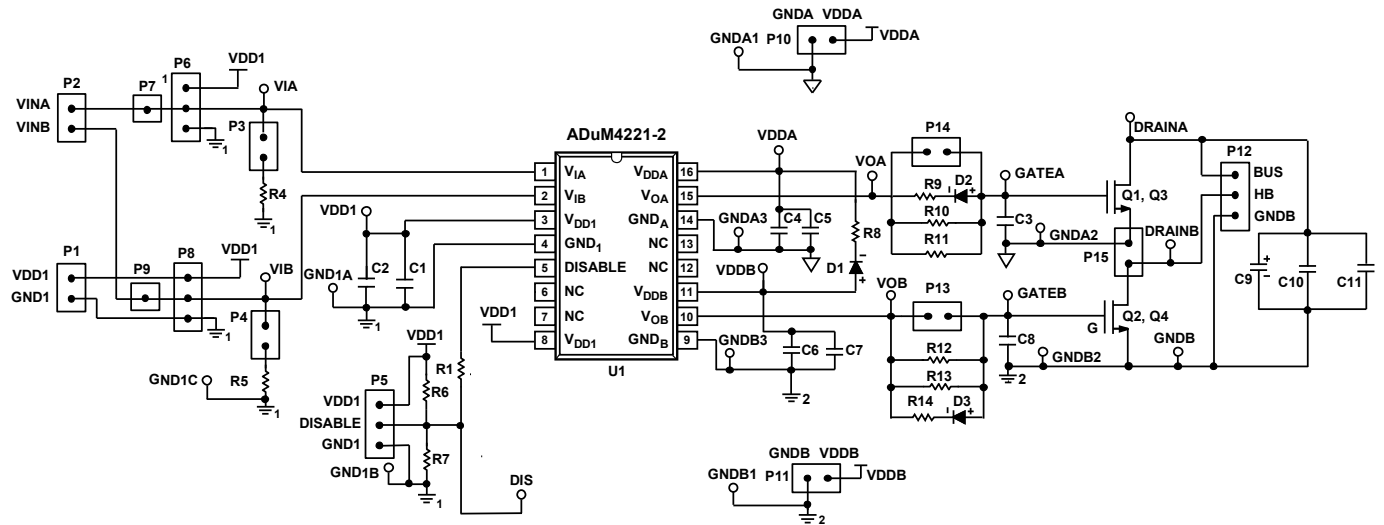 GNDA VDDA
GNDA1
P10
VDDA
P2
P7
P6
1
VDD1
VIA
VINA
VINB
P3
1
R4
1
ADuM4221-2
VDDA
VOA
P14
DRAINA
P12
BUS
HB
GNDB
1 VIA
2 VIB
3 VDD1
4 GND1
5 DISABLE
6 NC
7 NC
8 VDD1
16 VDDA
15 VOA
14 GNDA
13 NC
12 NC
11 VDDB
10 VOB
9 GNDB
U1
R9
D2
- +
R10
R11
GATEA
C3
Q1, Q3
GNDA2
P15
DRAINB
GNDA3
C4
C5
R8
D1
-
+
VDDB
VDD1
C2
C1
GND1A
1
P1
P9
P8
VDD1
VDD1
GND1
1
VIB
P4
R5
GND1C
1
VDD1
VOB
P13
GATEB
G
Q2, Q4
C8
2
GNDB2
GNDB
C9
+
-
C10
C11
GNDB3
C6
C7
2
R12
R13
R14
D3
- +
VDD1
R1
R6
P5
VDD1
DISABLE
GND1
R7
GND1B
1
DIS
GNDB VDDB
GNDB1
P11
VDDB
2